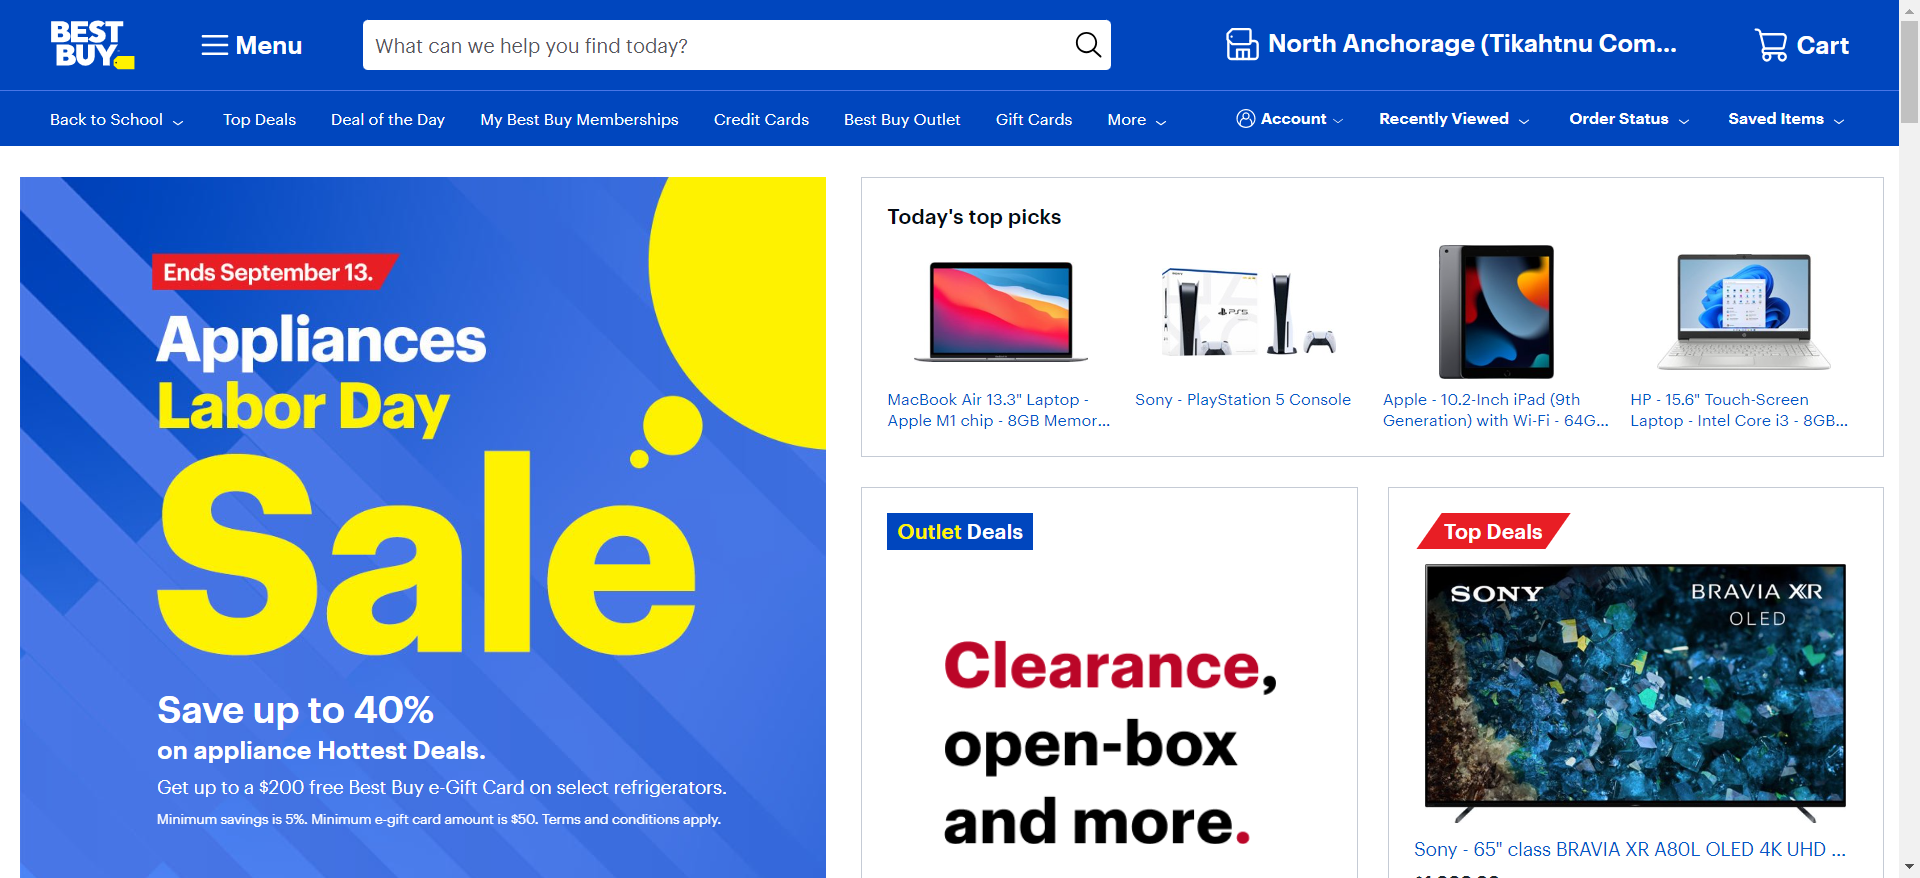 BEST
BUY
Menu
What can we help you find today?
North Anchorage (Tikahtnu Com...
Cart
Back to School
Top Deals
Deal of the Day
My Best Buy Memberships
Credit Cards
Best Buy Outlet
Gift Cards
More
Account
Recently Viewed
Order Status
Saved Items
Ends September 13.
Appliances
Labor Day
Sale
Save up to 40%
on appliance Hottest Deals.
Get up to a $200 free Best Buy e-Gift Card on select refrigerators.
Minimum savings is 5%. Minimum e-gift card amount is $50. Terms and conditions apply.
Today's top picks
PS5
MacBook Air 13.3" Laptop -
Apple M1 chip - 8GB Memor...
Sony - PlayStation 5 Console
Apple - 10.2-Inch iPad (9th
Generation) with Wi-Fi - 64G...
HP - 15.6" Touch-Screen
Laptop - Intel Core i3 - 8GB...
Outlet Deals
Clearance,
open-box
and more.
Top Deals
SONY
BRAVIA XR
OLED
Sony - 65" class BRAVIA XR A80L OLED 4K UHD ...